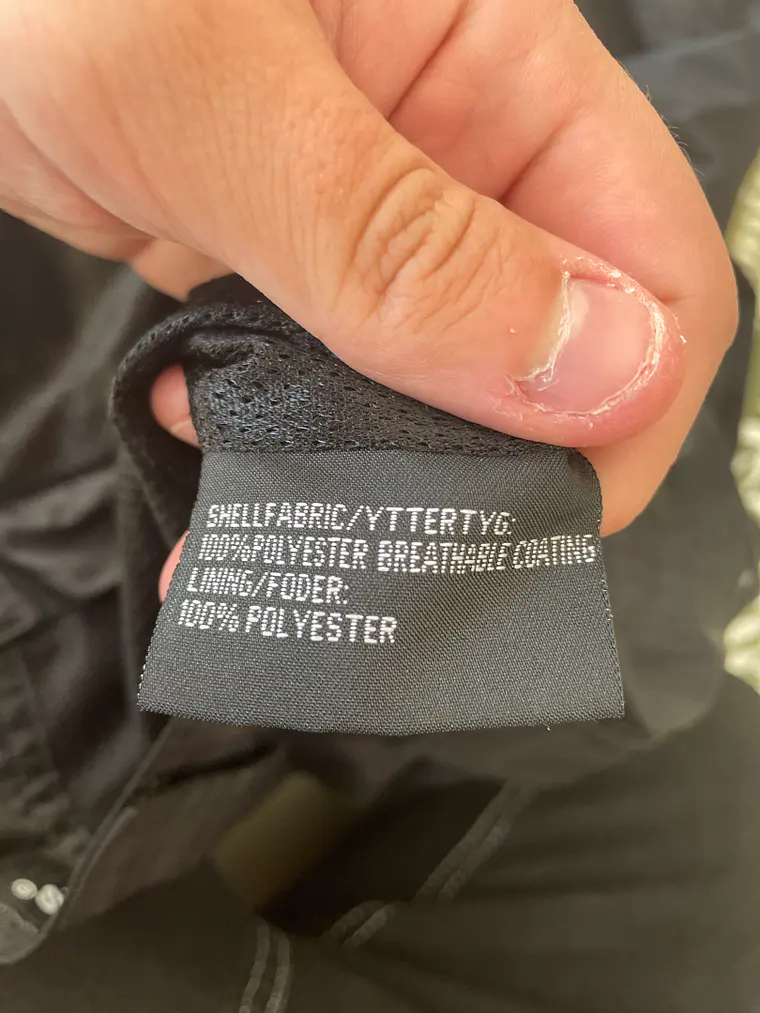 SHELLFABRIC/YTTERTYG:
100%POLYESTER BREATHABLE COATING
LINING/FODER:
100% POLYESTER